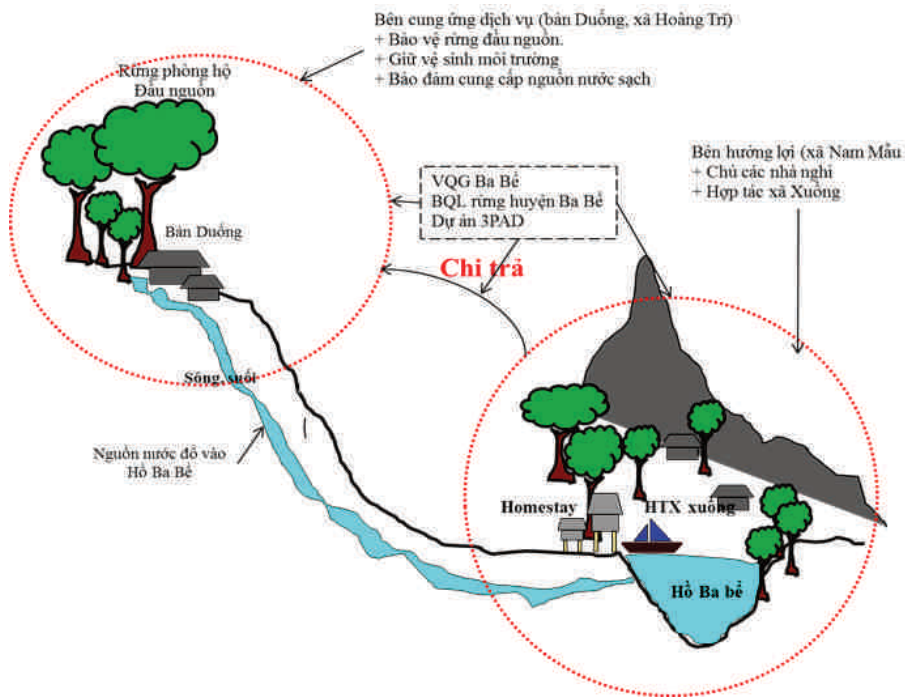 Bên cung ứng dịch vụ (bản Duống, xã Hoàng Trĩ)
+ Bảo vệ rừng đầu nguồn.
+ Giữ vệ sinh môi trường
+ Bảo đảm cung cấp nguồn nước sạch
Rừng phòng hộ
Đầu nguồn
Bên hưởng lợi (xã Nam Mẫu
+ Chủ các nhà nghỉ
+ Hợp tác xã Xuồng
VQG Ba Bể
BQL rừng huyện Ba Bể
Dự án 3PAD
Bản Duống
Chi trả
Sông, suối
Nguồn nước đổ vào
Hồ Ba Bể
Homestay
HTX xuồng
Hồ Ba bể